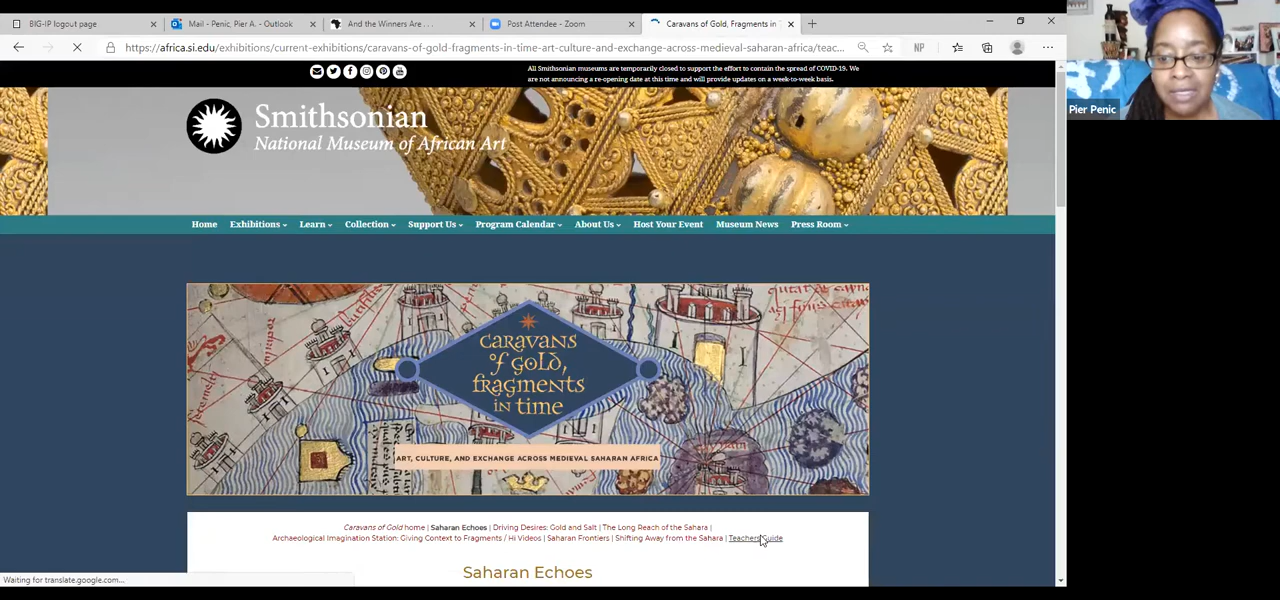 BIG-IP logout page
Mail - Penic, Pier A. - Outlook
And the Winners Are . . .
Post Attendee - Zoom
Caravans of Gold, Fragments in
https://africa.si.edu/exhibitions/current-exhibitions/caravans-of-gold-fragments-in-time-art-culture-and-exchange-across-medieval-saharan-africa/teac...
NP
Pier Penic
All Smithsonian museums are temporarily closed to support the effort to contain the spread of COVID-19. We
are not announcing a re-opening date at this time and will provide updates on a week-to-week basis.
Smithsonian
National Museum of African Art
Home Exhibitions Learn Collection Support Us Program Calendar About Us Host Your Event Museum News Press Room
caravans
of gold,
fragments
in time
ART, CULTURE, AND EXCHANGE ACROSS MEDIEVAL SAHARAN AFRICA
Caravans of Gold home | Saharan Echoes | Driving Desires: Gold and Salt | The Long Reach of the Sahara |
Archaeological Imagination Station: Giving Context to Fragments / Hi Videos | Saharan Frontiers | Shifting Away from the Sahara | Teachers Guide
Saharan Echoes
Waiting for translate.google.com...